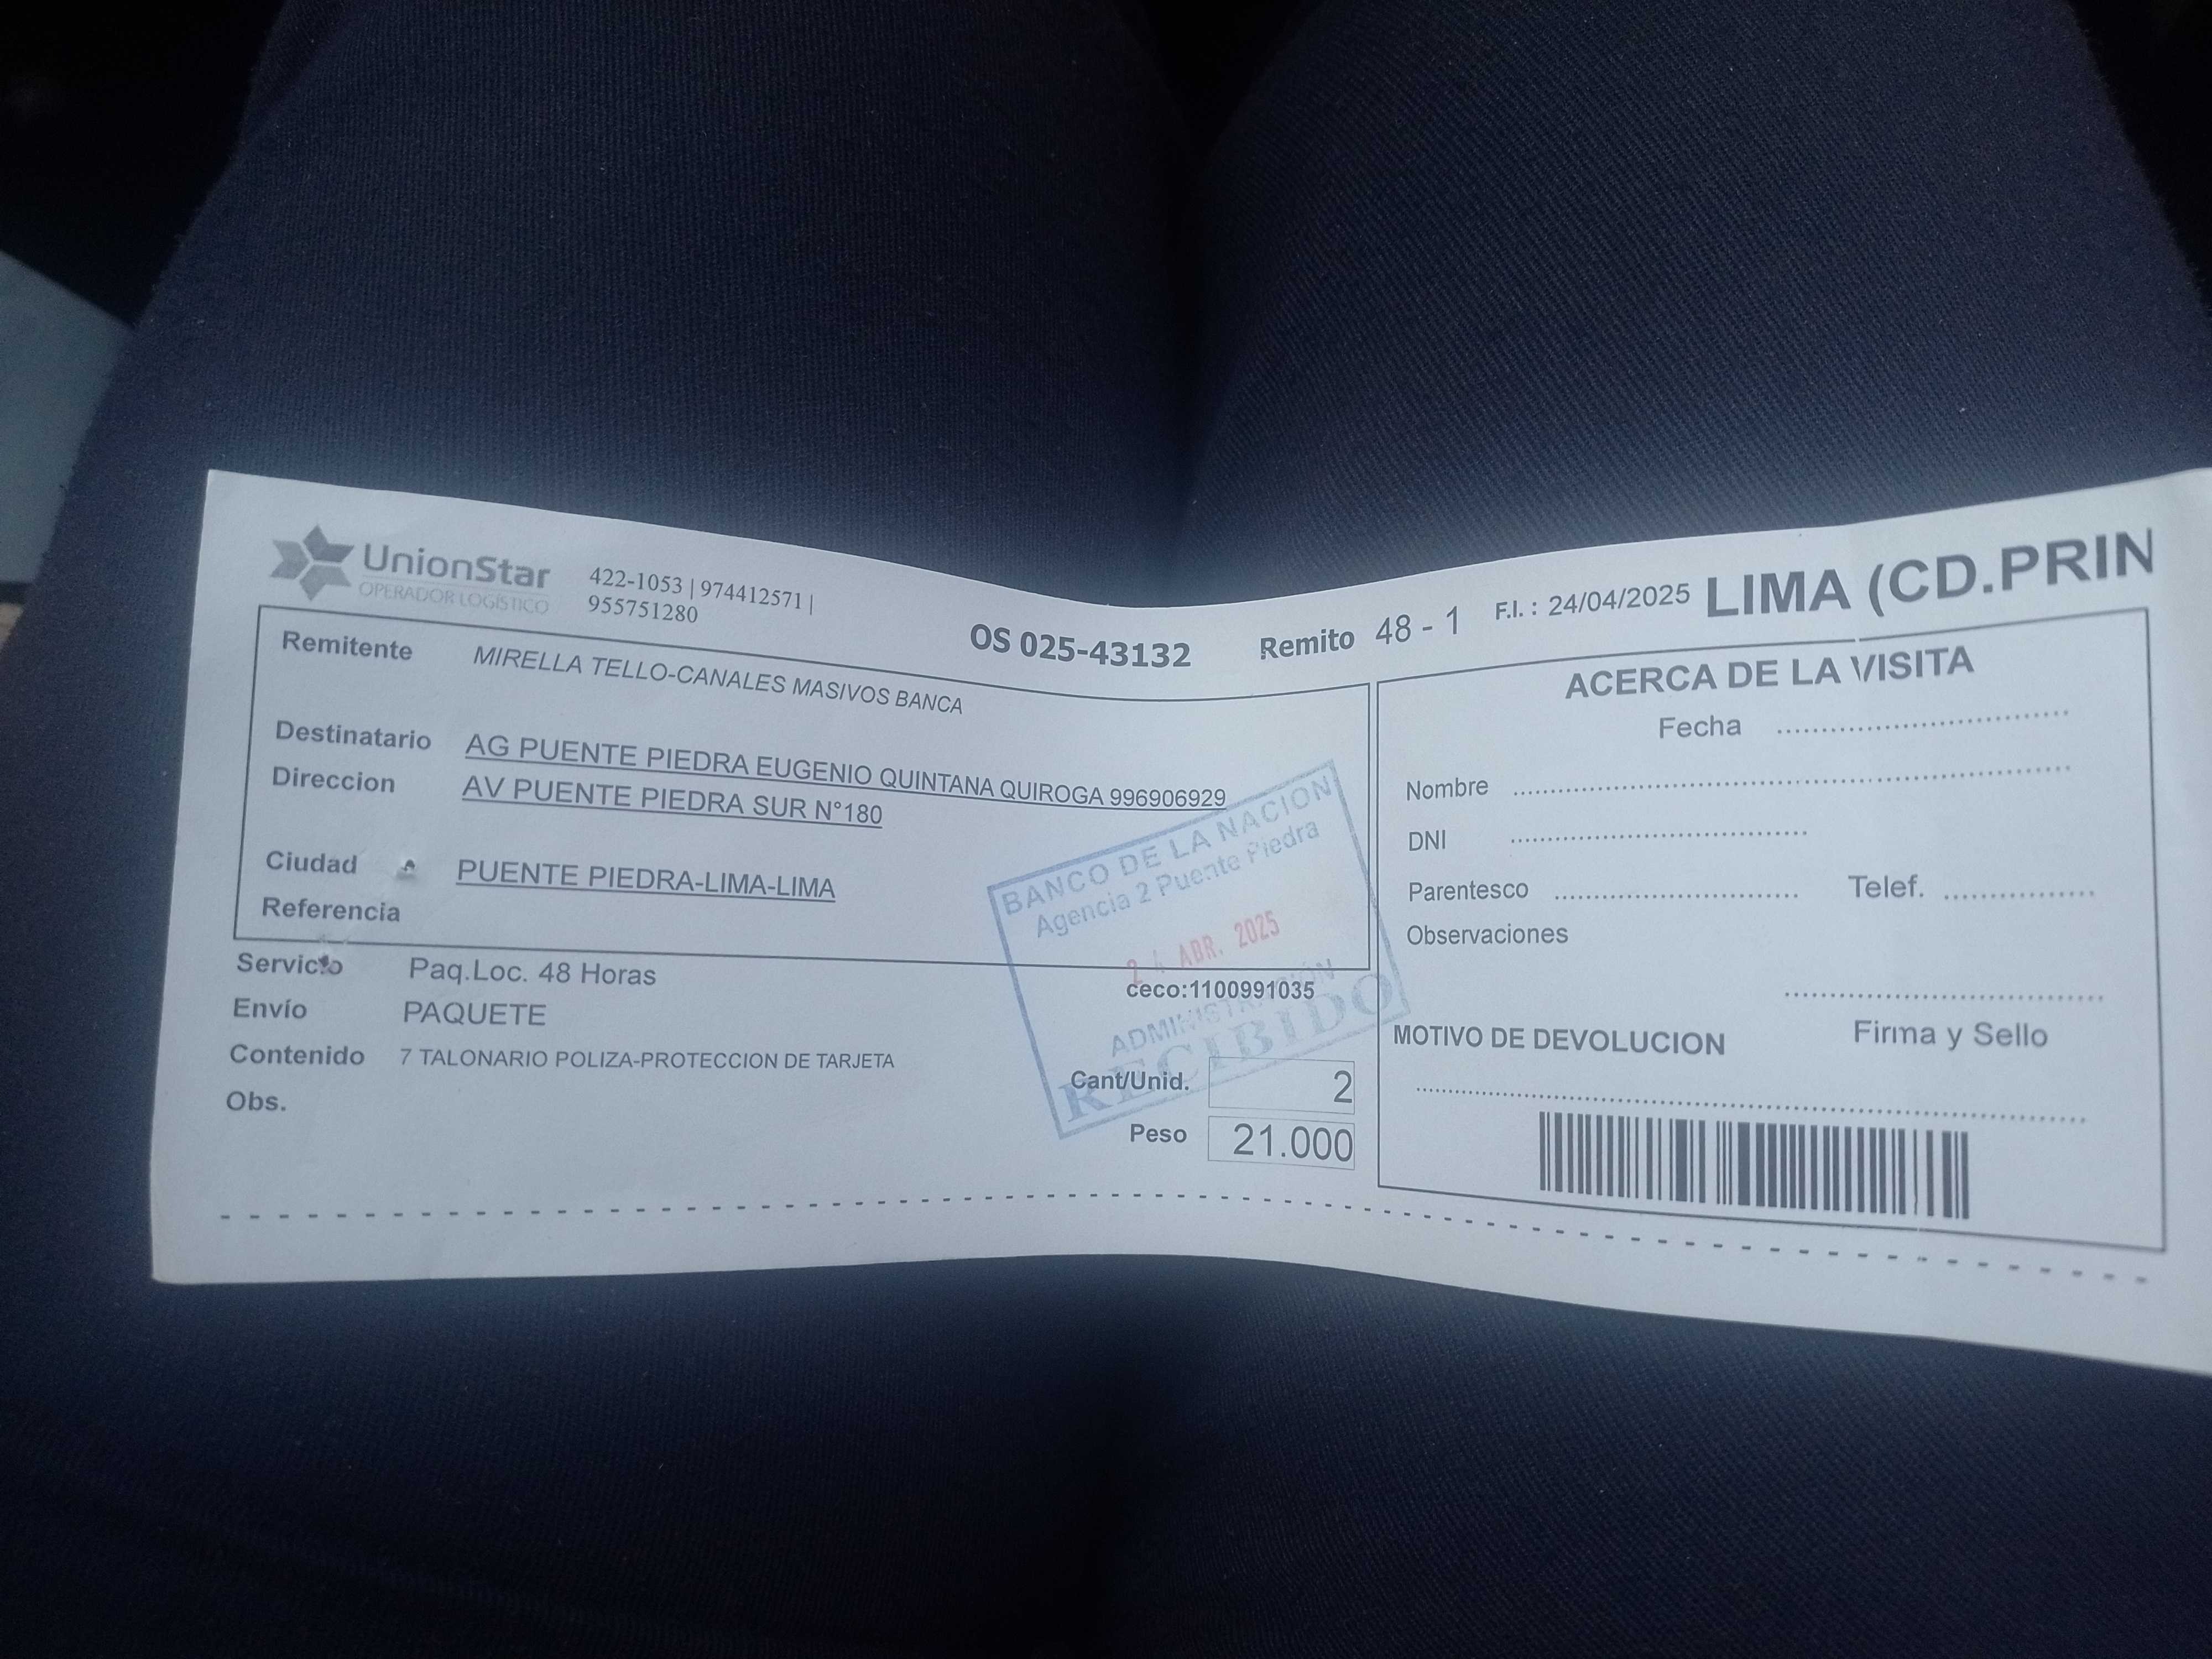 UnionStar
OPERADOR LOGÍSTICO
422-1053 | 974412571 |
955751280
OS 025-43132
Remito 48 - 1
F.I. : 24/04/2025
LIMA (CD.PRIN
Remitente MIRELLA TELLO-CANALES MASIVOS BANCA
Destinatario AG PUENTE PIEDRA EUGENIO QUINTANA QUIROGA 996906929
Direccion AV PUENTE PIEDRA SUR N°180
Ciudad PUENTE PIEDRA-LIMA-LIMA
Referencia
Servicio Paq.Loc. 48 Horas
Envío PAQUETE
Contenido 7 TALONARIO POLIZA-PROTECCION DE TARJETA
Obs.
BANCO DE LA NACION
Agencia 2 Puente Piedra
24 ABR. 2025
ceco:1100991035
ADMINISTRACIÓN
RECIBIDO
Cant/Unid. 2
Peso 21.000
ACERCA DE LA VISITA
Fecha
Nombre
DNI
Parentesco Telef.
Observaciones
Firma y Sello
MOTIVO DE DEVOLUCION